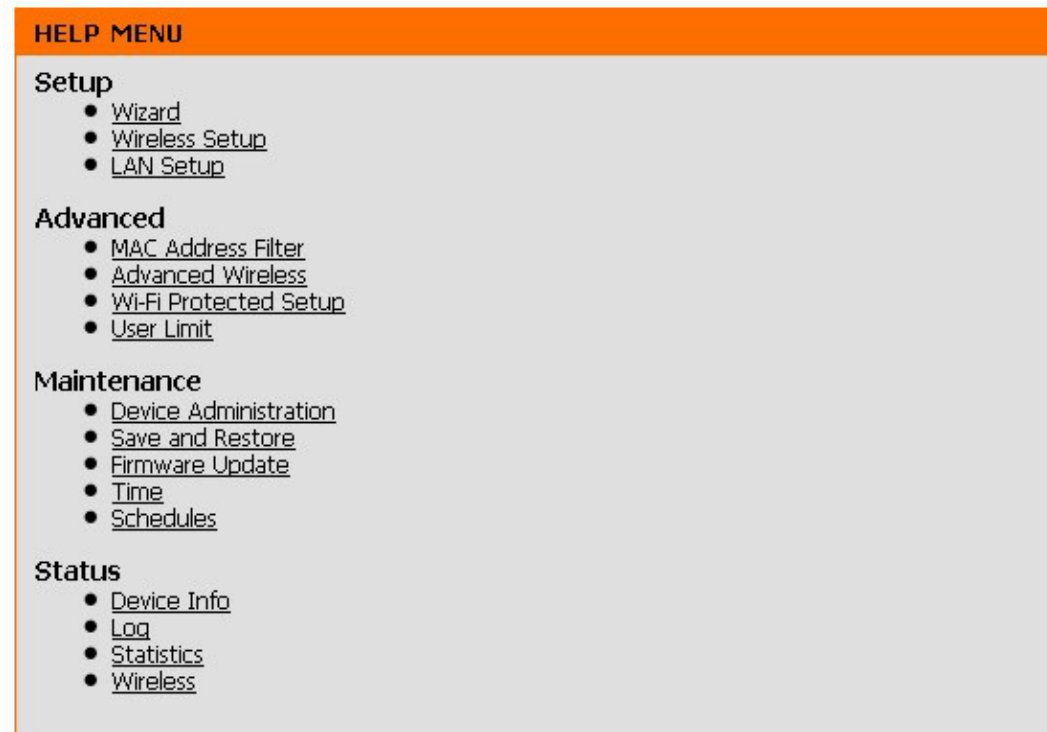 HELP MENU
Setup
Wizard
Wireless Setup
LAN Setup
Advanced
MAC Address Filter
Advanced Wireless
Wi-Fi Protected Setup
User Limit
Maintenance
Device Administration
Save and Restore
Firmware Update
Time
Schedules
Status
Device Info
Log
Statistics
Wireless